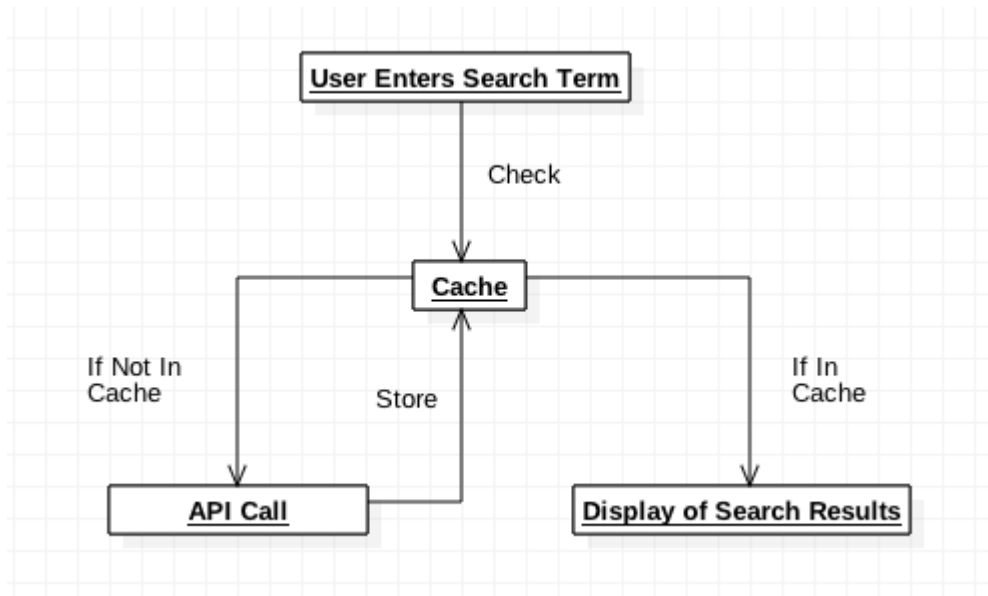 User Enters Search Term
Check
Cache
If Not In
Cache
Store
If In
Cache
API Call
Display of Search Results